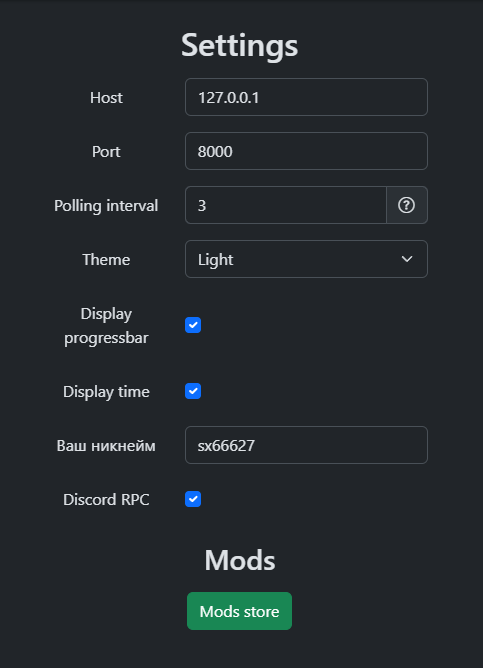 Settings
Host
127.0.0.1
Port
8000
Polling interval
3
Theme
Light
Display
progressbar
Display time
Ваш никнейм
sx66627
Discord RPC
Mods
Mods store